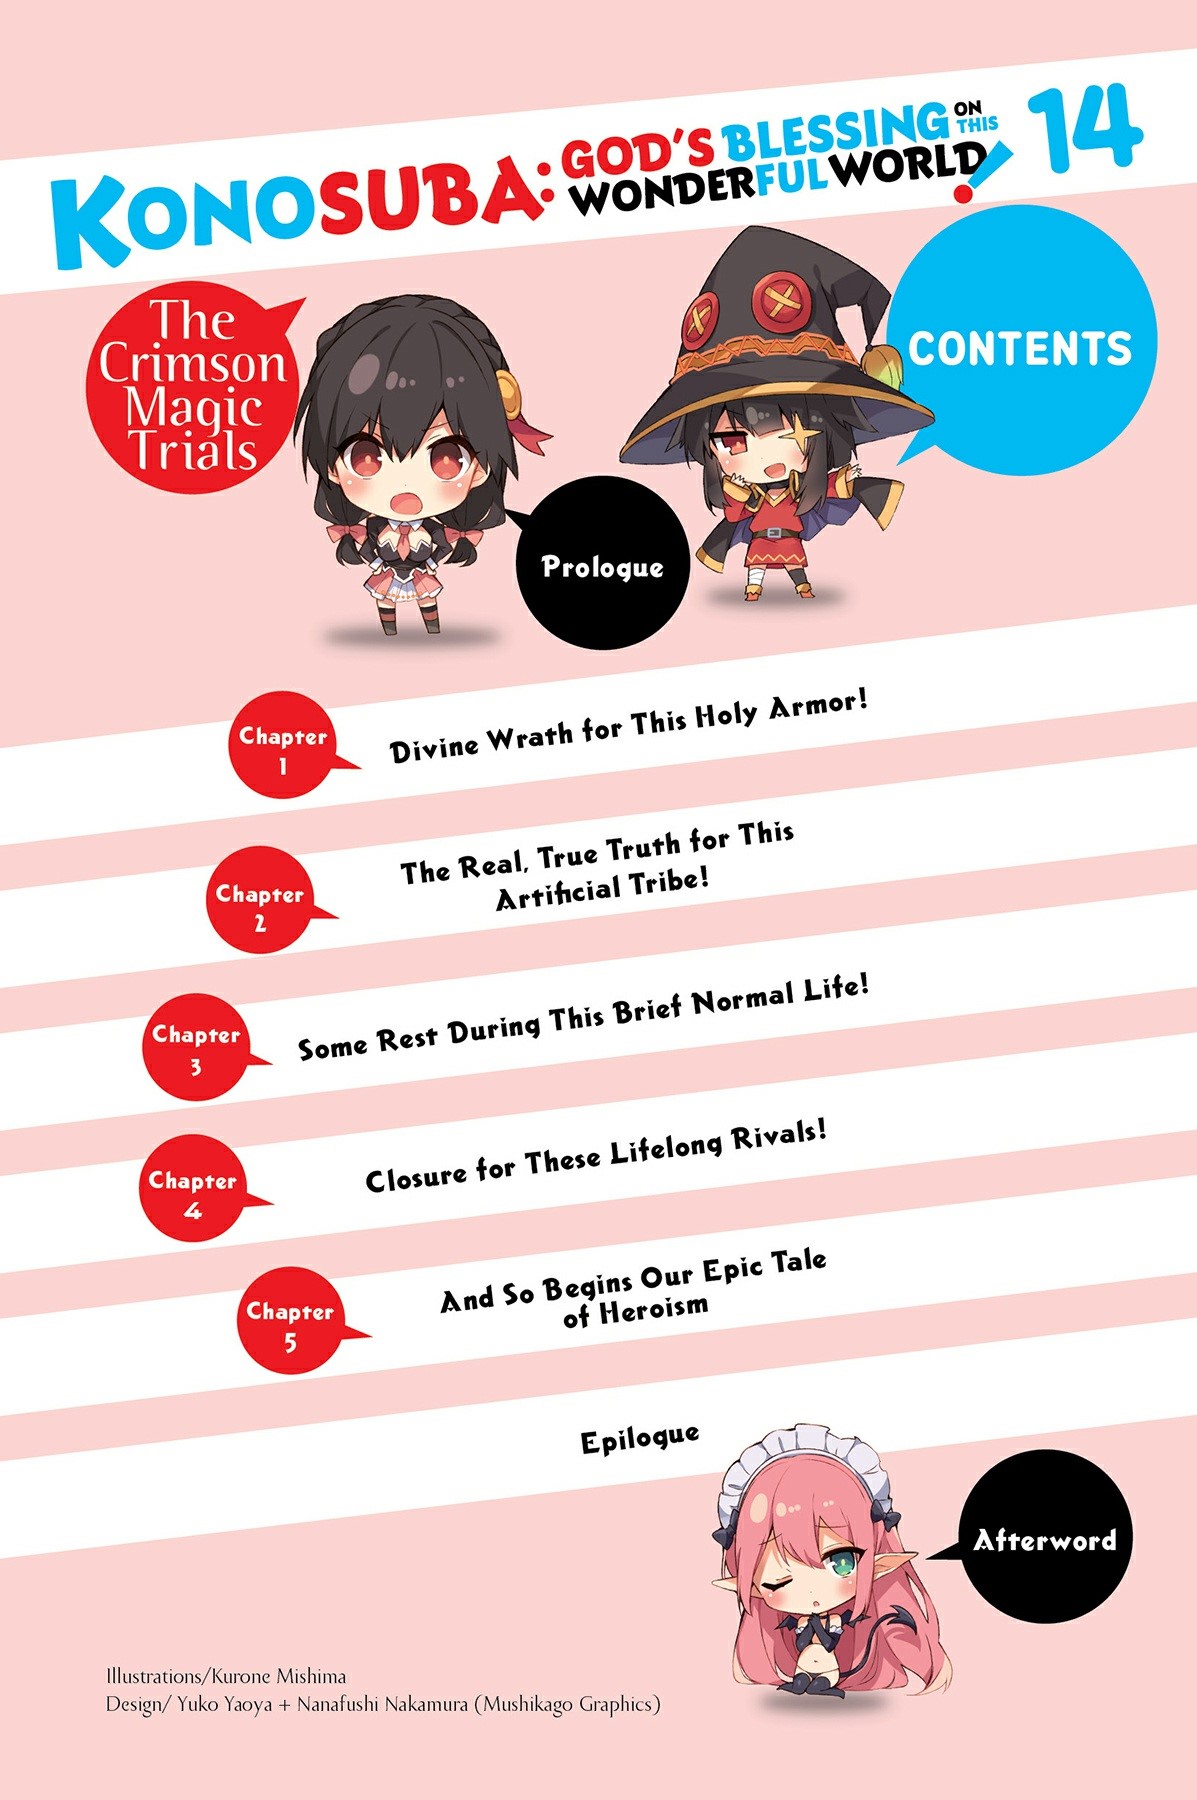 KONOSUBA: GOD'S BLESSING ON THIS
WONDERFUL WORLD! 14
The
Crimson
Magic
Trials
CONTENTS
Prologue
Chapter
1
Divine Wrath for This Holy Armor!
Chapter
2
The Real, True Truth for This
Artificial Tribe!
Chapter
3
Some Rest During This Brief Normal Life!
Chapter
4
Closure for These Lifelong Rivals!
Chapter
5
And So Begins Our Epic Tale
of Heroism
Epilogue
Afterword
Illustrations/Kurone Mishima
Design/ Yuko Yaoya + Nanafushi Nakamura (Mushikago Graphics)